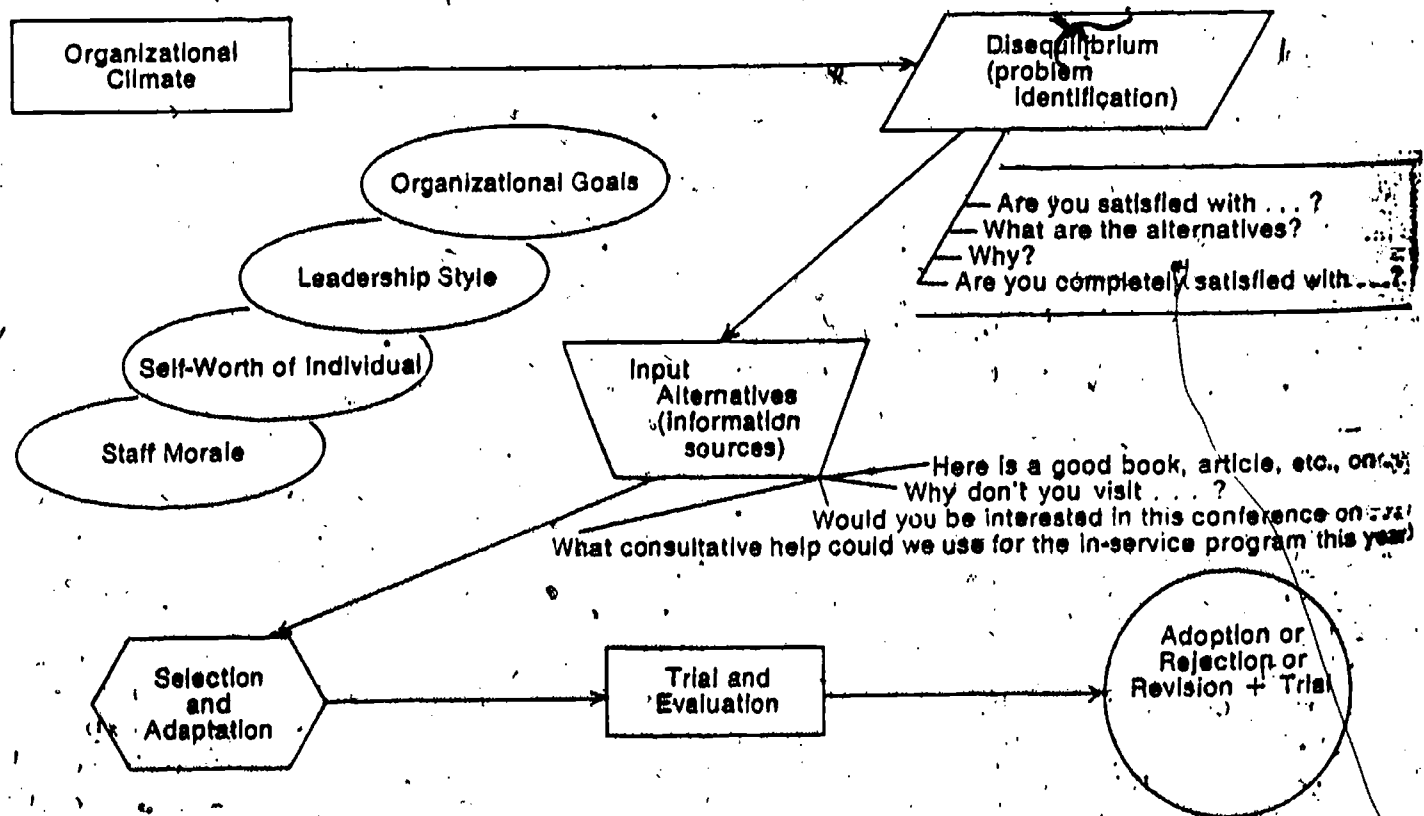 Organizational
Climate
Disequilibrium
(problem
identification)
Organizational Goals
Leadership Style
Self-Worth of Individual
Staff Morale
Are you satisfied with . . . ?
What are the alternatives?
Why?
Are you completely satisfied with . . . ?
Input
Alternatives
(information
sources)
Here is a good book, article, etc., on
Why don't you visit . . . ?
Would you be interested in this conference on
What consultative help could we use for the in-service program this year
Selection
and
Adaptation
Trial and
Evaluation
Adoption or
Rejection or
Revision + Trial